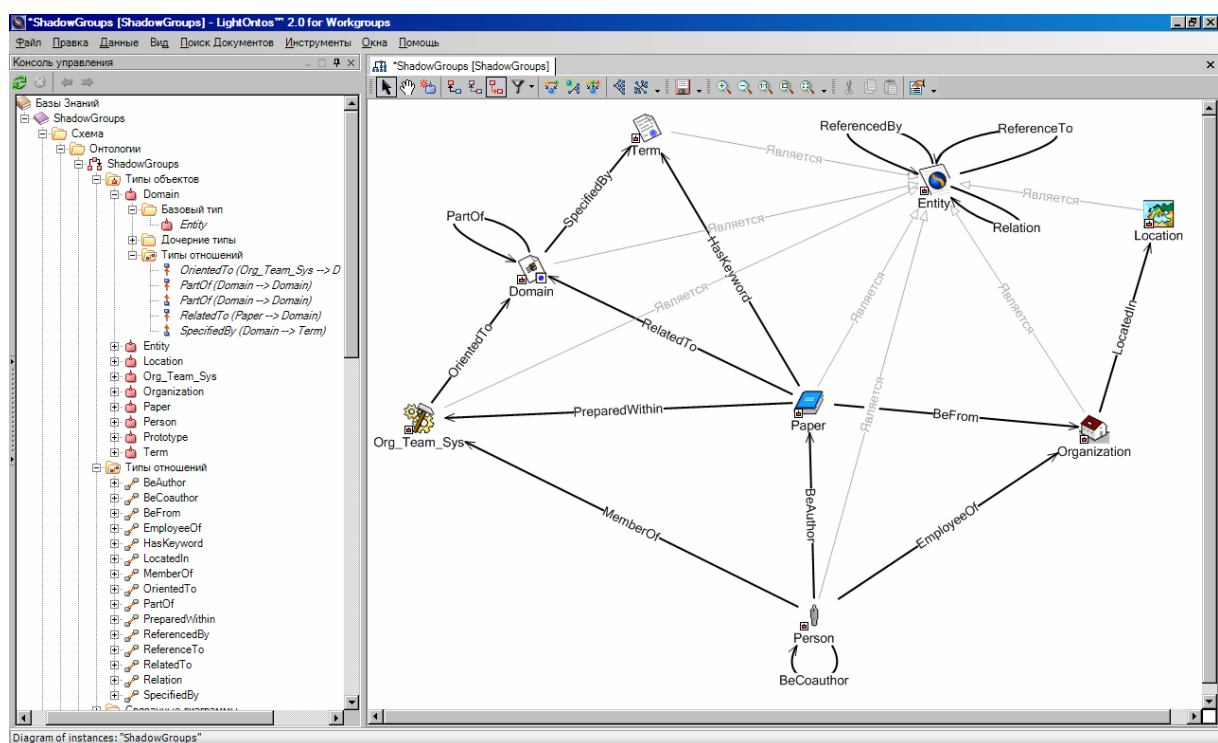 *ShadowGroups [ShadowGroups] - LightOntos™ 2.0 for Workgroups
Файл Правка Данные Вид Поиск Документов Инструменты Окна Помощь
Консоль управления
Базы Знаний
ShadowGroups
Схема
Онтологии
ShadowGroups
Типы объектов
Domain
Базовый тип
Entity
Дочерние типы
Типы отношений
OrientedTo (Org_Team_Sys --> D
PartOf (Domain --> Domain)
PartOf (Domain --> Domain)
RelatedTo (Paper --> Domain)
SpecifiedBy (Domain --> Term)
Entity
Location
Org_Team_Sys
Organization
Paper
Person
Prototype
Term
Типы отношений
BeAuthor
BeCoauthor
BeFrom
EmployeeOf
HasKeyword
LocatedIn
MemberOf
OrientedTo
PartOf
PreparedWithin
ReferencedBy
ReferenceTo
RelatedTo
Relation
SpecifiedBy
Связанные диаграммы
*ShadowGroups [ShadowGroups]
ReferencedBy
ReferenceTo
Term
Является
Entity
Является
Relation
Location
SpecifiedBy
PartOf
Является
HasKeyword
Domain
Является
Является
Является
LocatedIn
OrientedTo
RelatedTo
PreparedWithin
Paper
BeFrom
Является
Org_Team_Sys
Organization
MemberOf
BeAuthor
EmployeeOf
Person
BeCoauthor
Diagram of instances: "ShadowGroups"